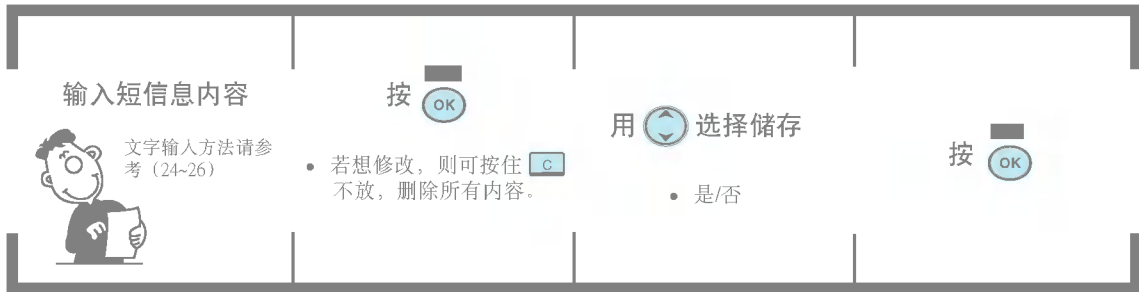 输入短信息内容
文字输入方法请参
考（24~26）
按 OK
• 若想修改，则可按住 C
不放，删除所有内容。
用 选择储存
• 是/否
按 OK